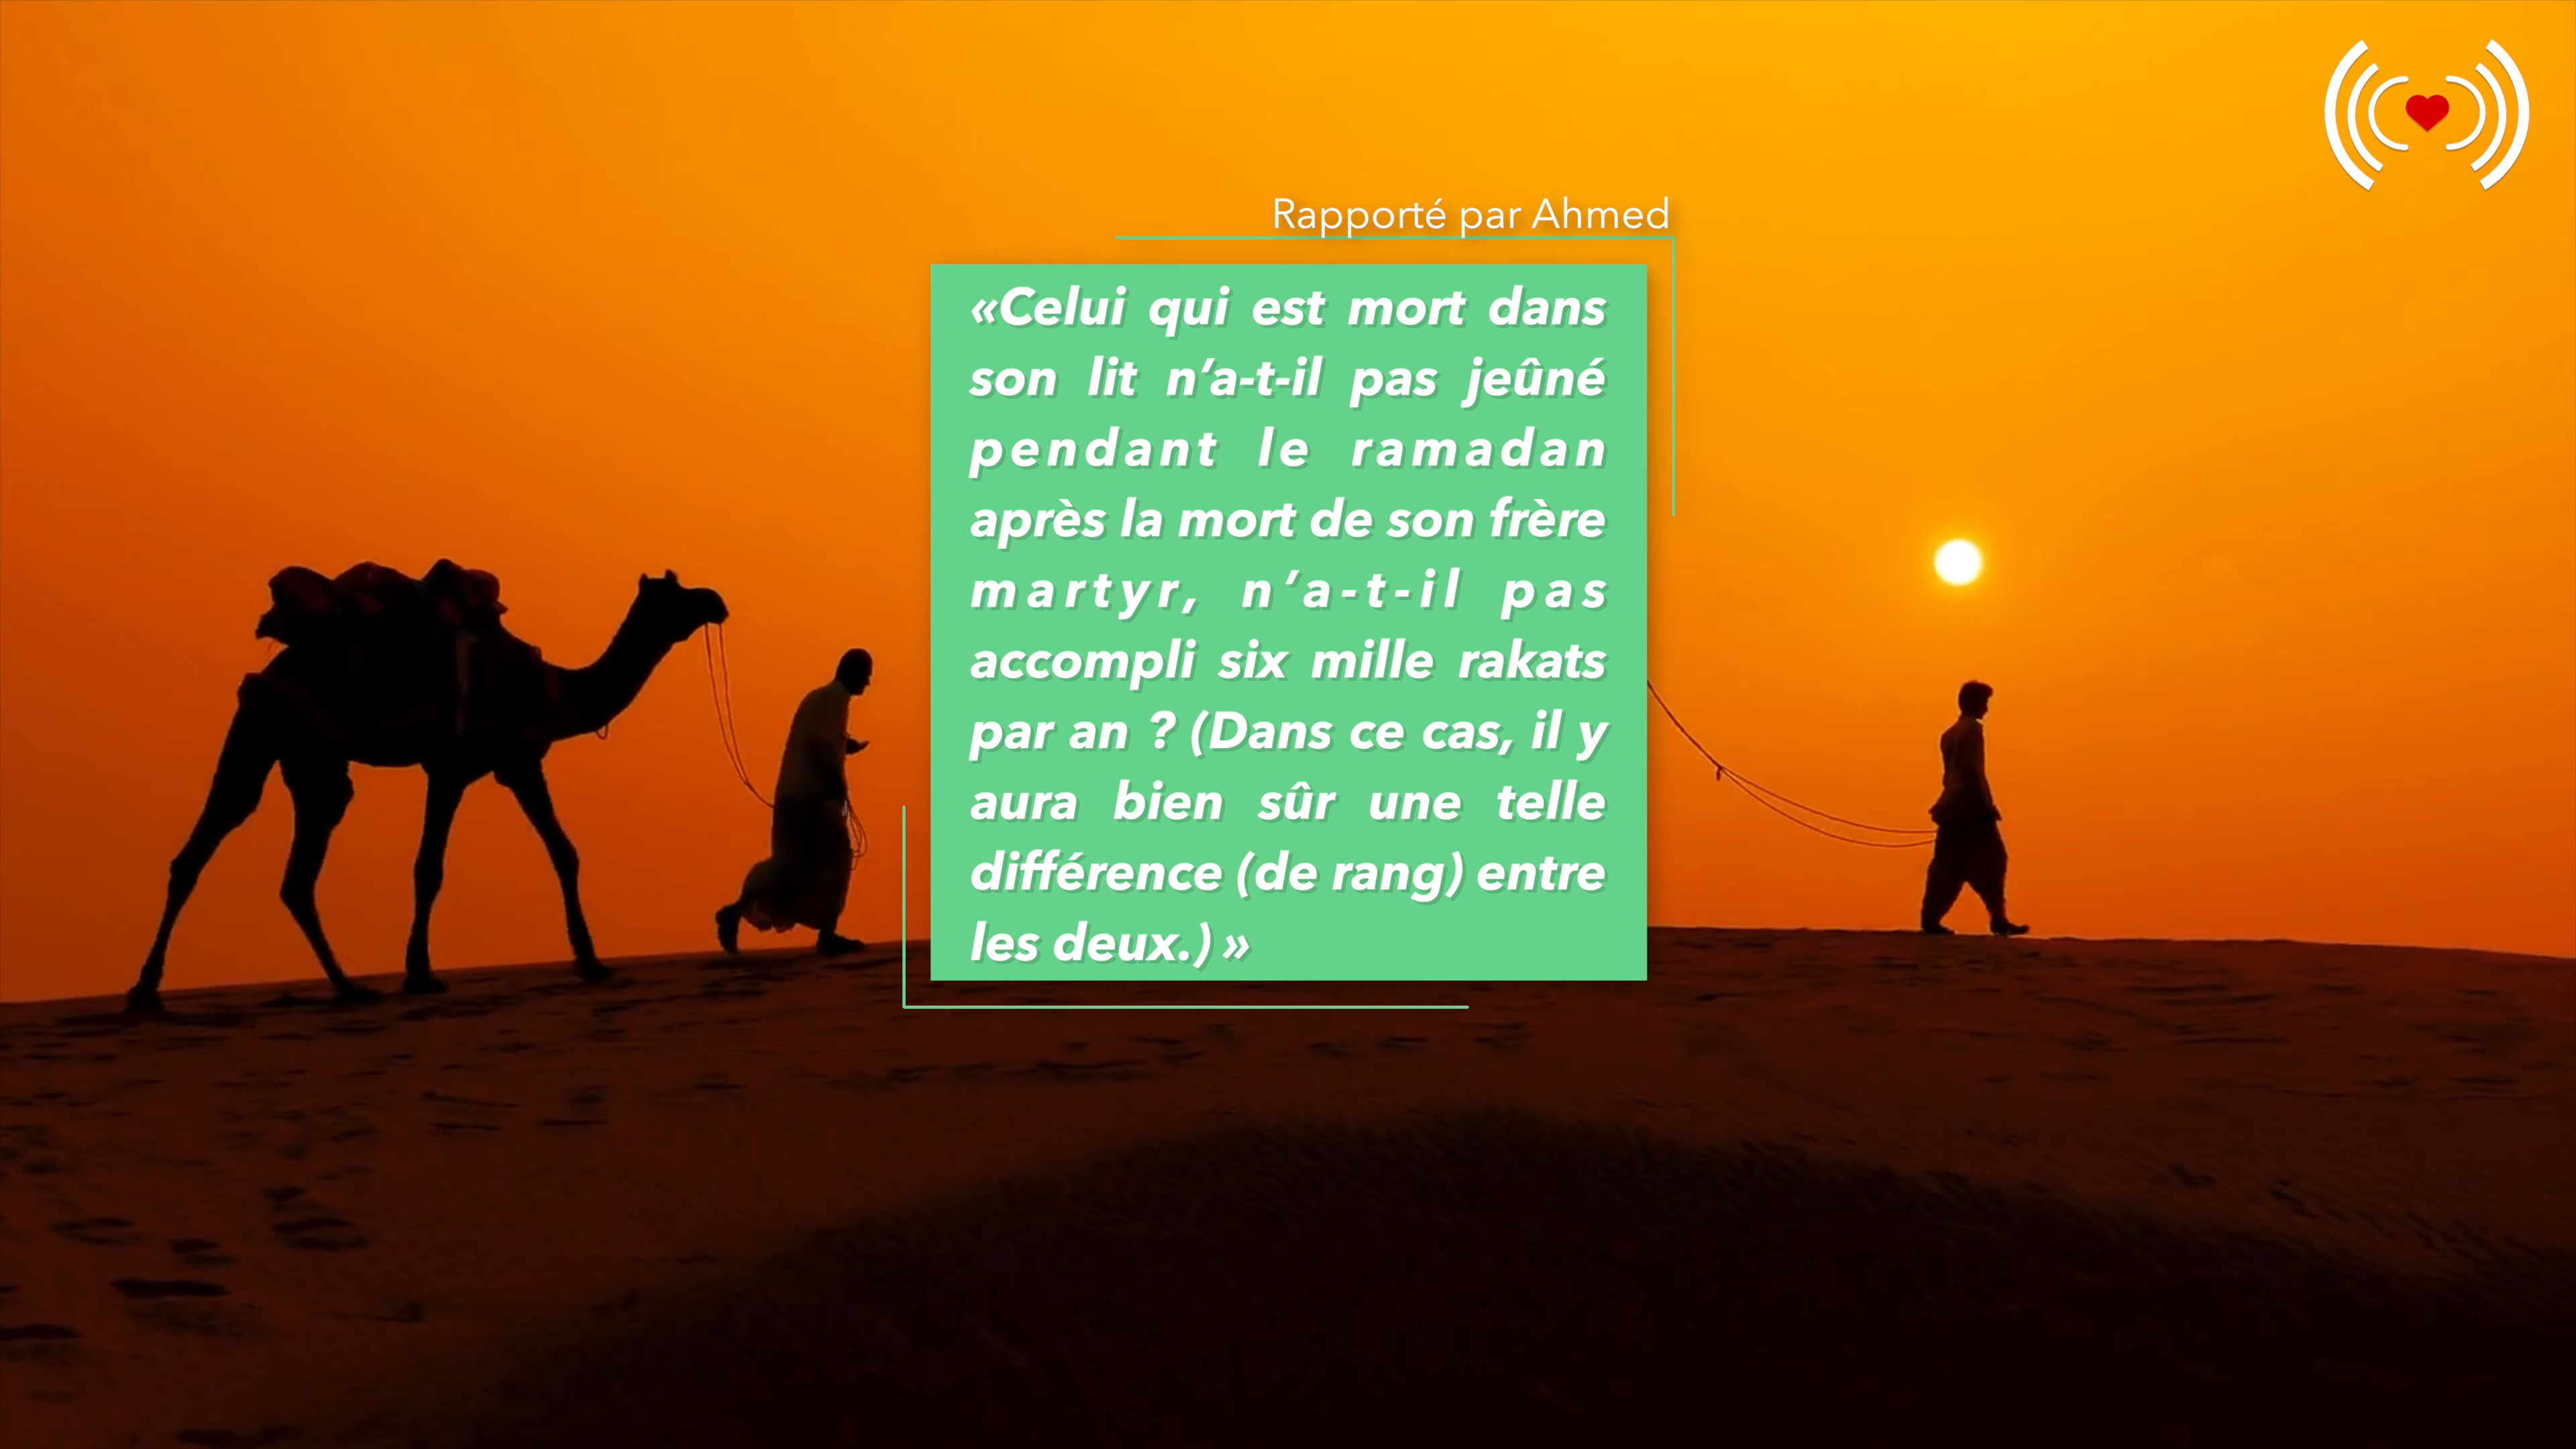 Rapporté par Ahmed
«Celui qui est mort dans
son lit n’a-t-il pas jeûné
pendant le ramadan
après la mort de son frère
martyr, n’a-t-il pas
accompli six mille rakats
par an ? (Dans ce cas, il y
aura bien sûr une telle
différence (de rang) entre
les deux.) »